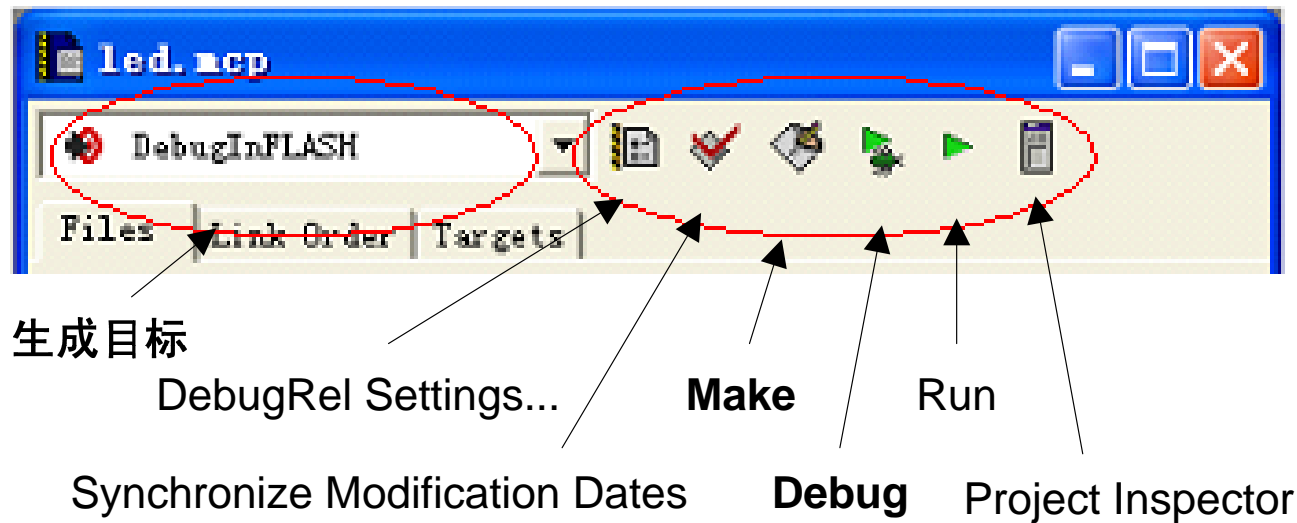 led.mcp
DebugInFLASH
Files Link Order Targets
生成目标
DebugRel Settings...
Make
Run
Synchronize Modification Dates
Debug
Project Inspector